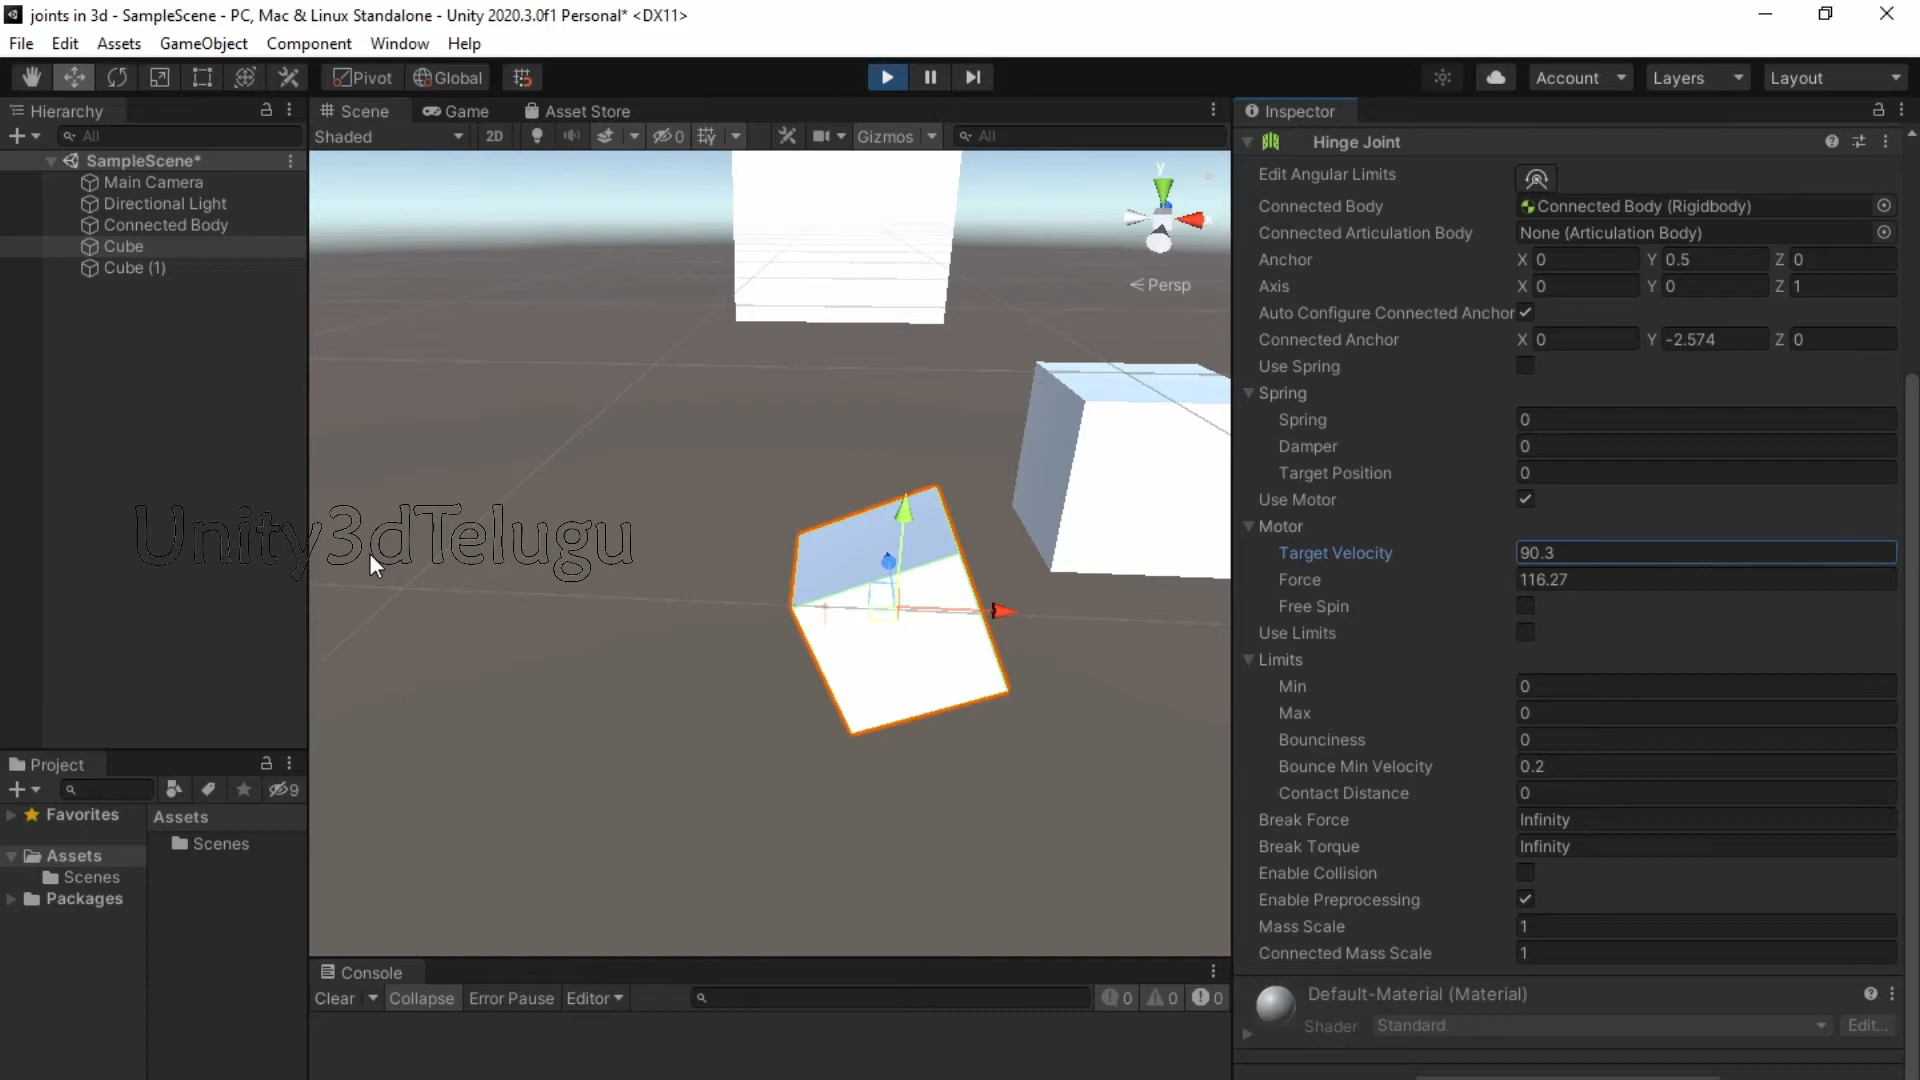 joints in 3d - SampleScene - PC, Mac & Linux Standalone - Unity 2020.3.0f1 Personal* <DX11>
File Edit Assets GameObject Component Window Help
Pivot Global Account Layers Layout
Hierarchy
All
SampleScene*
Main Camera
Directional Light
Connected Body
Cube
Cube (1)
Scene Game Asset Store
Shaded 2D 0 Gizmos All
y
x
Persp
Unity3dTelugu
Inspector
Hinge Joint
Edit Angular Limits
Connected Body Connected Body (Rigidbody)
Connected Articulation Body None (Articulation Body)
Anchor X 0 Y 0.5 Z 0
Axis X 0 Y 0 Z 1
Auto Configure Connected Anchor
Connected Anchor X 0 Y -2.574 Z 0
Use Spring
Spring
Spring 0
Damper 0
Target Position 0
Use Motor
Motor
Target Velocity 90.3
Force 116.27
Free Spin
Use Limits
Limits
Min 0
Max 0
Bounciness 0
Bounce Min Velocity 0.2
Contact Distance 0
Break Force Infinity
Break Torque Infinity
Enable Collision
Enable Preprocessing
Mass Scale 1
Connected Mass Scale 1
Default-Material (Material)
Shader Standard Edit...
Project
9
Favorites
Assets
Scenes
Packages
Assets
Scenes
Console
Clear Collapse Error Pause Editor 0 0 0